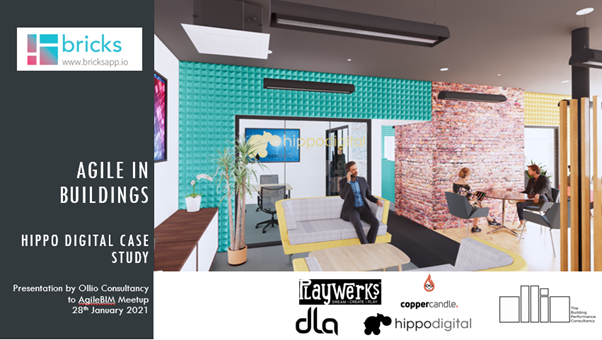 bricks
www.bricksapp.io
AGILE IN
BUILDINGS
HIPPO DIGITAL CASE
STUDY
Presentation by Ollio Consultancy
to AgileBIM Meetup
28th January 2021
hippodigital
PLAYWERKS
DREAM • CREATE • PLAY
coppercandle.
dla
hippodigital
The
Building
Performance
Consultancy